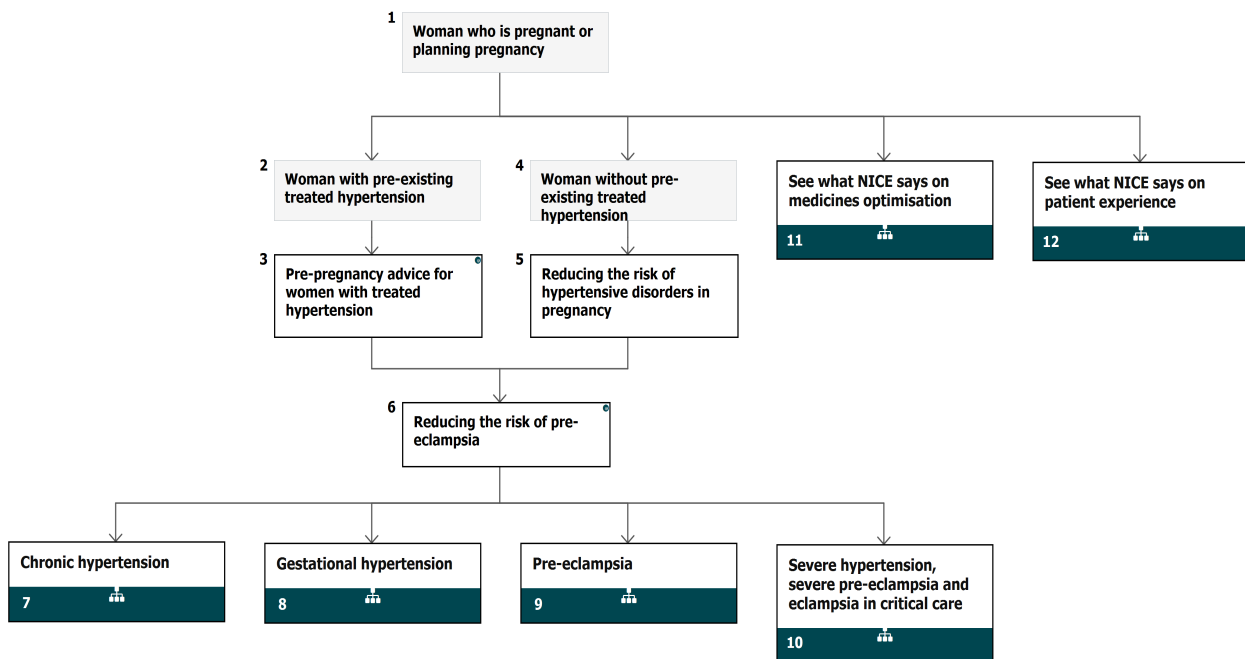 1
Woman who is pregnant or
planning pregnancy
2
Woman with pre-existing
treated hypertension
4
Woman without pre-
existing treated
hypertension
See what NICE says on
medicines optimisation
11
See what NICE says on
patient experience
12
3
Pre-pregnancy advice for
women with treated
hypertension
5
Reducing the risk of
hypertensive disorders in
pregnancy
6
Reducing the risk of pre-
eclampsia
Chronic hypertension
7
Gestational hypertension
8
Pre-eclampsia
9
Severe hypertension,
severe pre-eclampsia and
eclampsia in critical care
10